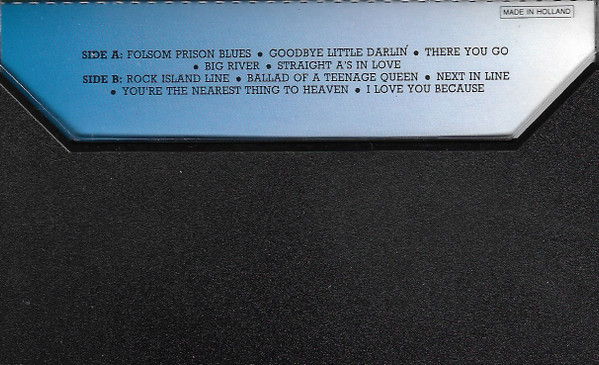 MADE IN HOLLAND
SIDE A: FOLSOM PRISON BLUES • GOODBYE LITTLE DARLIN' • THERE YOU GO
• BIG RIVER • STRAIGHT A'S IN LOVE
SIDE B: ROCK ISLAND LINE • BALLAD OF A TEENAGE QUEEN • NEXT IN LINE
• YOU'RE THE NEAREST THING TO HEAVEN • I LOVE YOU BECAUSE